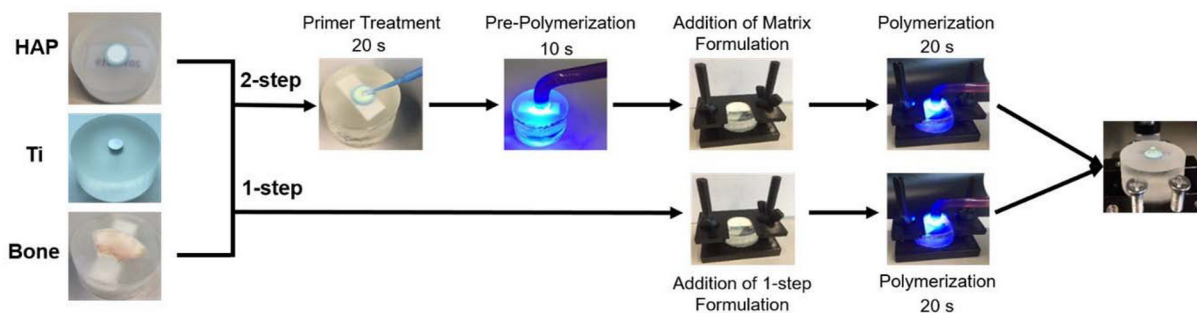 HAP
Ti
Bone
2-step
1-step
Primer Treatment
20 s
Pre-Polymerization
10 s
Addition of Matrix
Formulation
Polymerization
20 s
Addition of 1-step
Formulation
Polymerization
20 s